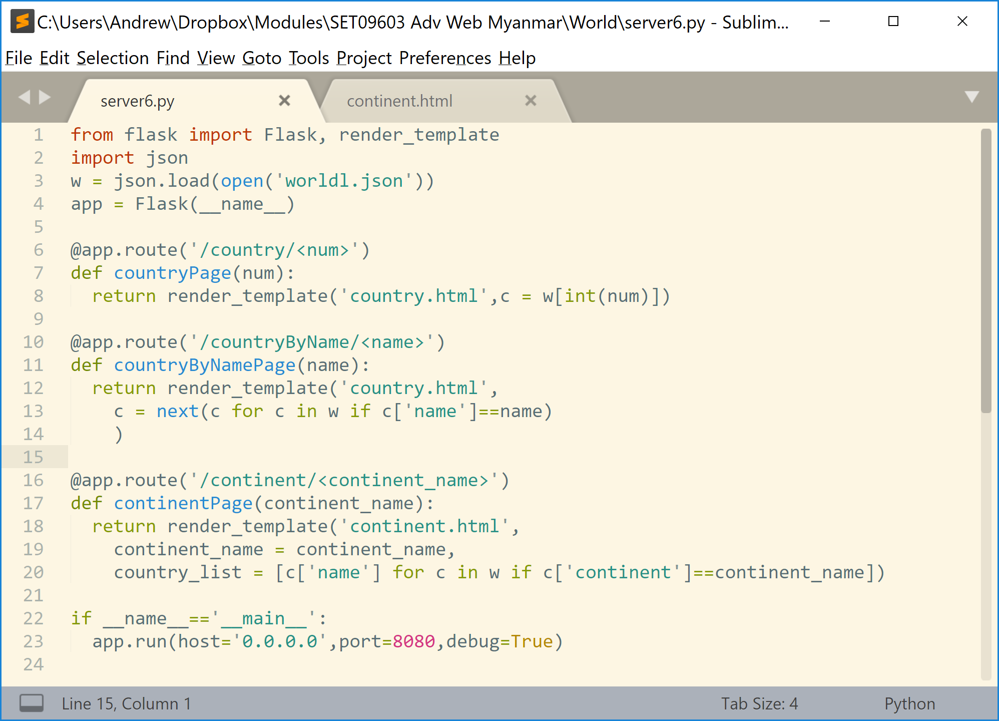 C:\Users\Andrew\Dropbox\Modules\SET09603 Adv Web Myanmar\World\server6.py - Sublim...
File Edit Selection Find View Goto Tools Project Preferences Help
server6.py continent.html
1 from flask import Flask, render_template
2 import json
3 w = json.load(open('worldl.json'))
4 app = Flask(__name__)
5
6 @app.route('/country/<num>')
7 def countryPage(num):
8   return render_template('country.html',c = w[int(num)])
9
10 @app.route('/countryByName/<name>')
11 def countryByNamePage(name):
12   return render_template('country.html',
13     c = next(c for c in w if c['name']==name)
14     )
15
16 @app.route('/continent/<continent_name>')
17 def continentPage(continent_name):
18   return render_template('continent.html',
19     continent_name = continent_name,
20     country_list = [c['name'] for c in w if c['continent']==continent_name])
21
22 if __name__=='__main__':
23   app.run(host='0.0.0.0',port=8080,debug=True)
24
Line 15, Column 1 Tab Size: 4 Python